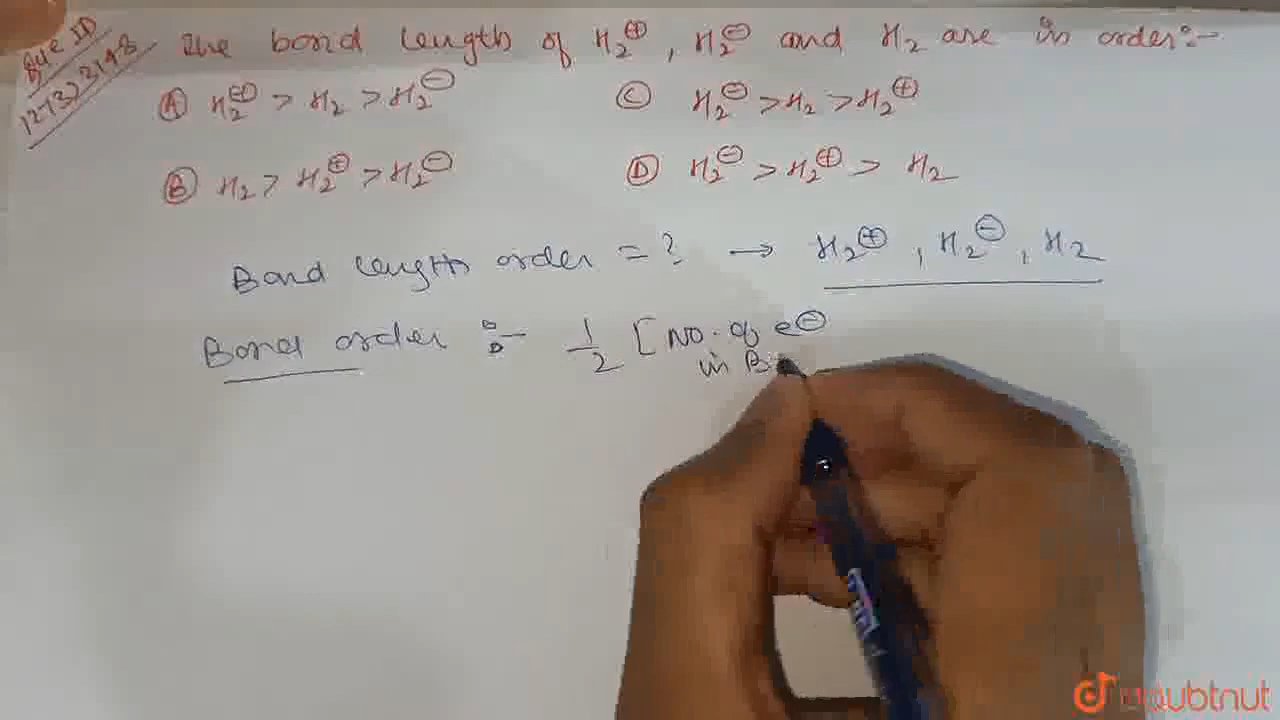 Que ID
127323198
The bond length of H₂⊕, H₂⊖ and H₂ are in order:-
Ⓐ H₂⊕ > H₂ > H₂⊖
Ⓒ H₂⊖ > H₂ > H₂⊕
Ⓑ H₂ > H₂⊕ > H₂⊖
Ⓓ H₂⊖ > H₂⊕ > H₂
Bond length order = ? → H₂⊕, H₂⊖, H₂
Bond order :- 1/2 [No. of e⊖
in B
doubtnut